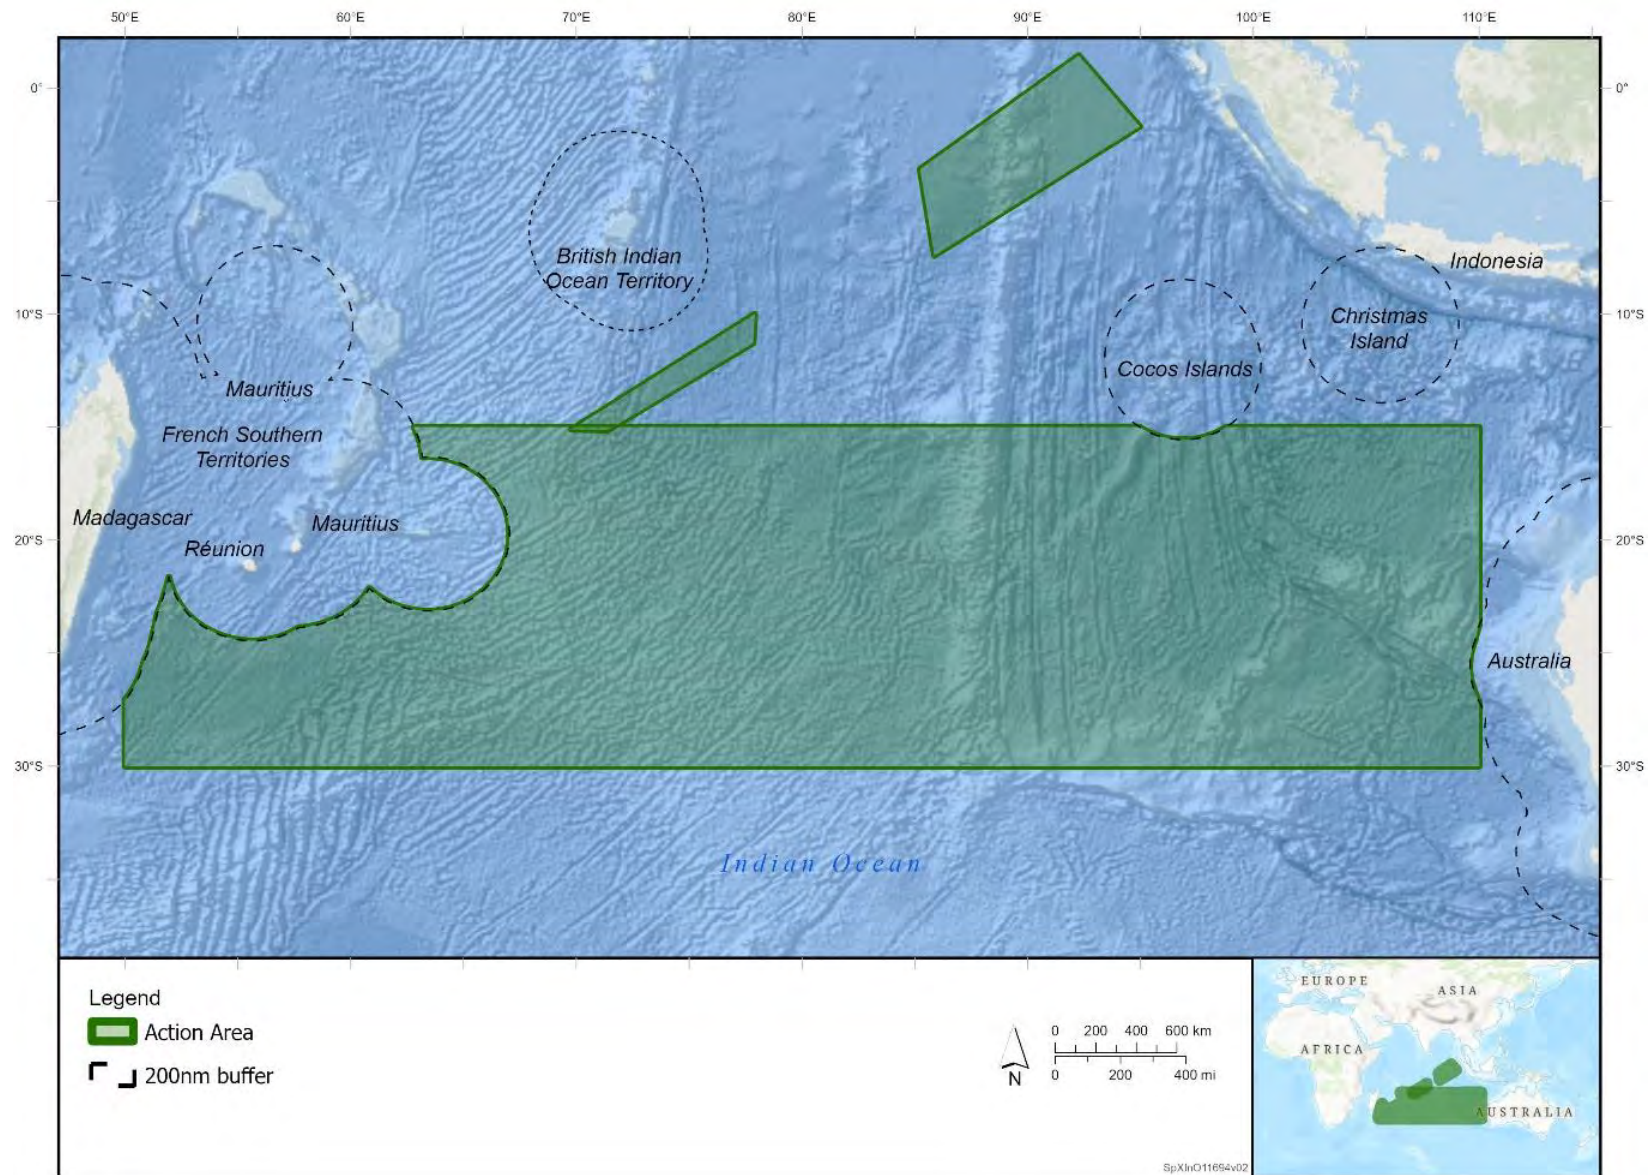 50°E 60°E 70°E 80°E 90°E 100°E 110°E
0° 0°
British Indian
Ocean Territory
Indonesia
10°S 10°S
Christmas
Island
Cocos Islands
Mauritius
French Southern
Territories
Madagascar
Mauritius
Réunion
20°S 20°S
Australia
30°S 30°S
Indian Ocean
Legend
Action Area
200nm buffer
N
0 200 400 600 km
0 200 400 mi
EUROPE
ASIA
AFRICA
AUSTRALIA
SpXInO11694v02